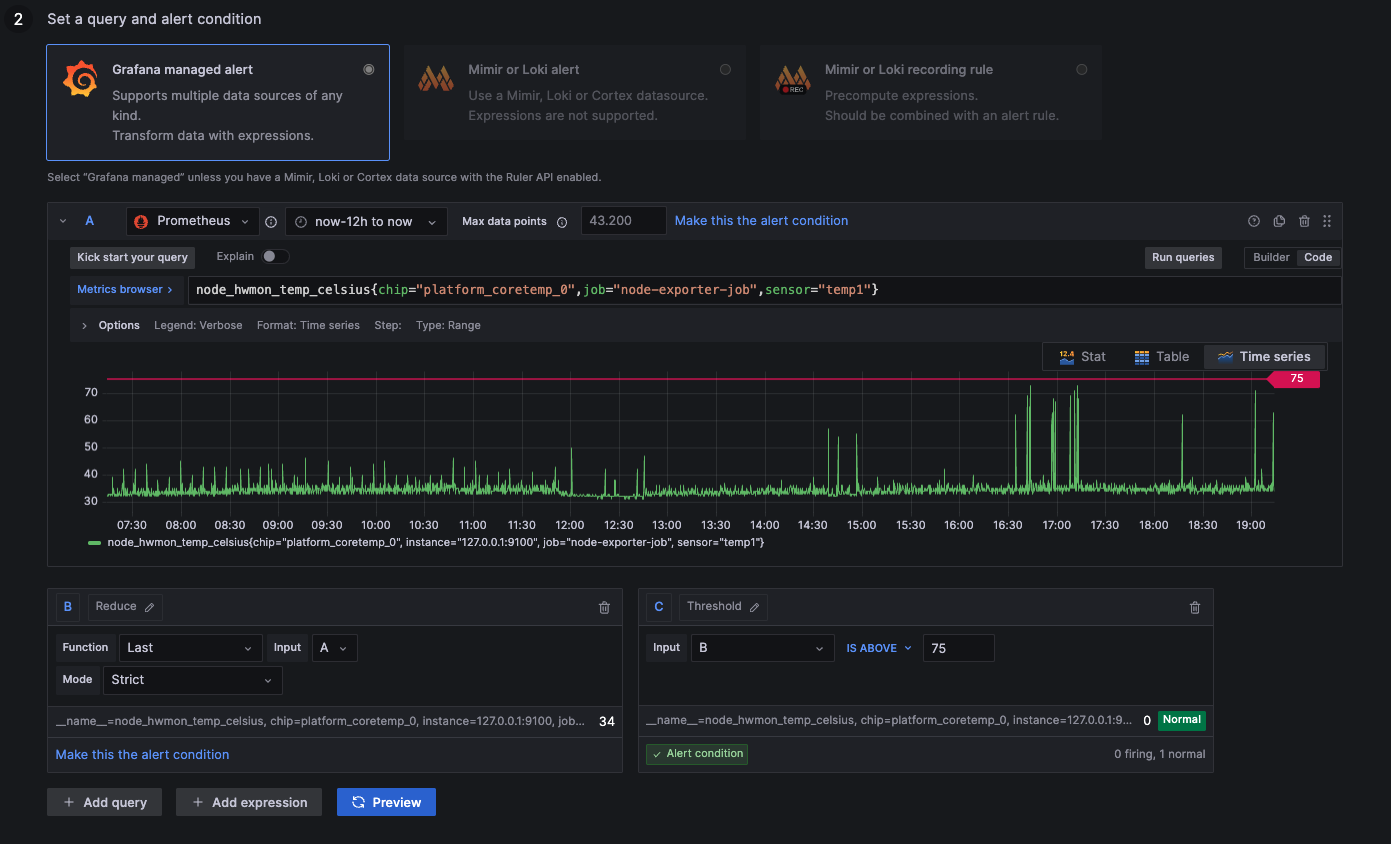 2 Set a query and alert condition
Grafana managed alert
Supports multiple data sources of any
kind.
Transform data with expressions.
Mimir or Loki alert
Use a Mimir, Loki or Cortex datasource.
Expressions are not supported.
REC
Mimir or Loki recording rule
Precompute expressions.
Should be combined with an alert rule.
Select "Grafana managed" unless you have a Mimir, Loki or Cortex data source with the Ruler API enabled.
A Prometheus now-12h to now Max data points 43.200 Make this the alert condition
Kick start your query Explain Run queries Builder Code
Metrics browser > node_hwmon_temp_celsius{chip="platform_coretemp_0",job="node-exporter-job",sensor="temp1"}
> Options Legend: Verbose Format: Time series Step: Type: Range
12.4 Stat Table Time series
75
70
60
50
40
30
07:30 08:00 08:30 09:00 09:30 10:00 10:30 11:00 11:30 12:00 12:30 13:00 13:30 14:00 14:30 15:00 15:30 16:00 16:30 17:00 17:30 18:00 18:30 19:00
node_hwmon_temp_celsius{chip="platform_coretemp_0", instance="127.0.0.1:9100", job="node-exporter-job", sensor="temp1"}
B Reduce
Function Last Input A
Mode Strict
__name__=node_hwmon_temp_celsius, chip=platform_coretemp_0, instance=127.0.0.1:9100, job... 34
Make this the alert condition
C Threshold
Input B IS ABOVE 75
__name__=node_hwmon_temp_celsius, chip=platform_coretemp_0, instance=127.0.0.1:9... 0 Normal
✓ Alert condition 0 firing, 1 normal
+ Add query + Add expression Preview